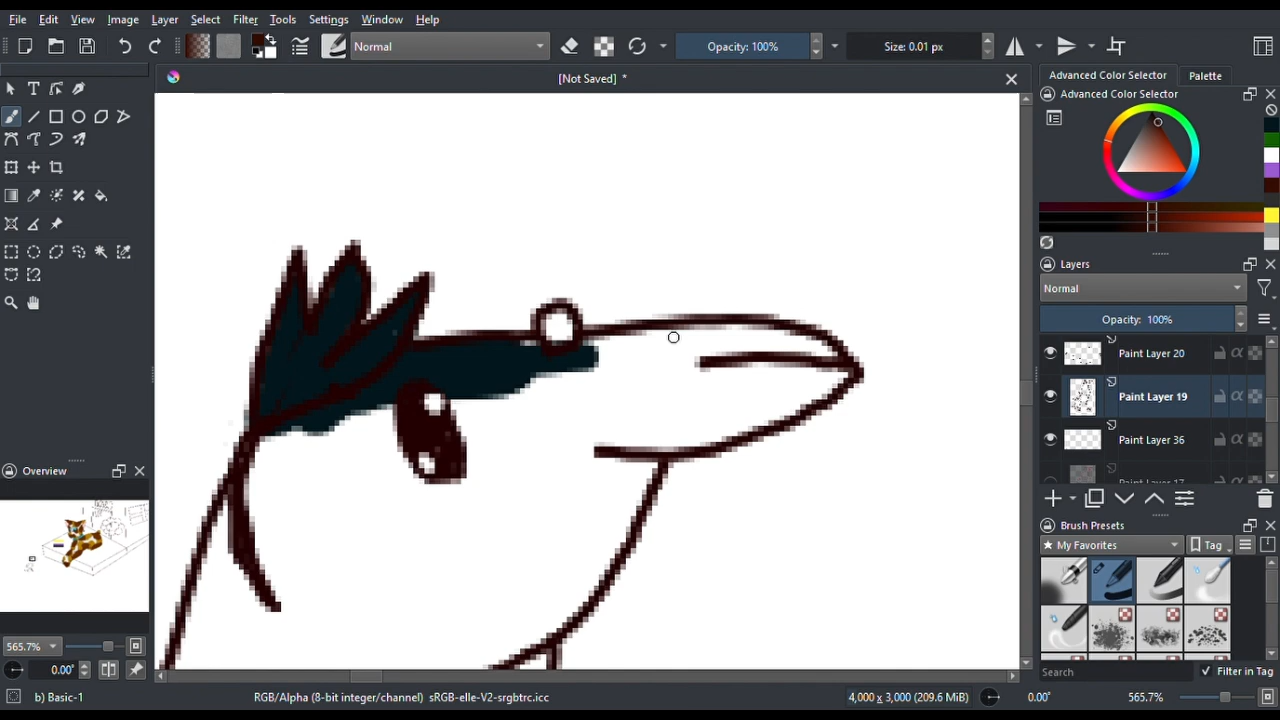 File Edit View Image Layer Select Filter Tools Settings Window Help
Normal Opacity: 100% Size: 0.01 px
[Not Saved] *
Advanced Color Selector Palette
Advanced Color Selector
Layers
Normal
Opacity: 100%
Paint Layer 20
Paint Layer 19
Paint Layer 36
Paint Layer 17
Overview
Brush Presets
My Favorites Tag
565.7%
0.00°
Search Filter in Tag
b) Basic-1 RGB/Alpha (8-bit integer/channel) sRGB-elle-V2-srgbtrc.icc 4,000 x 3,000 (209.6 MiB) 0.00° 565.7%